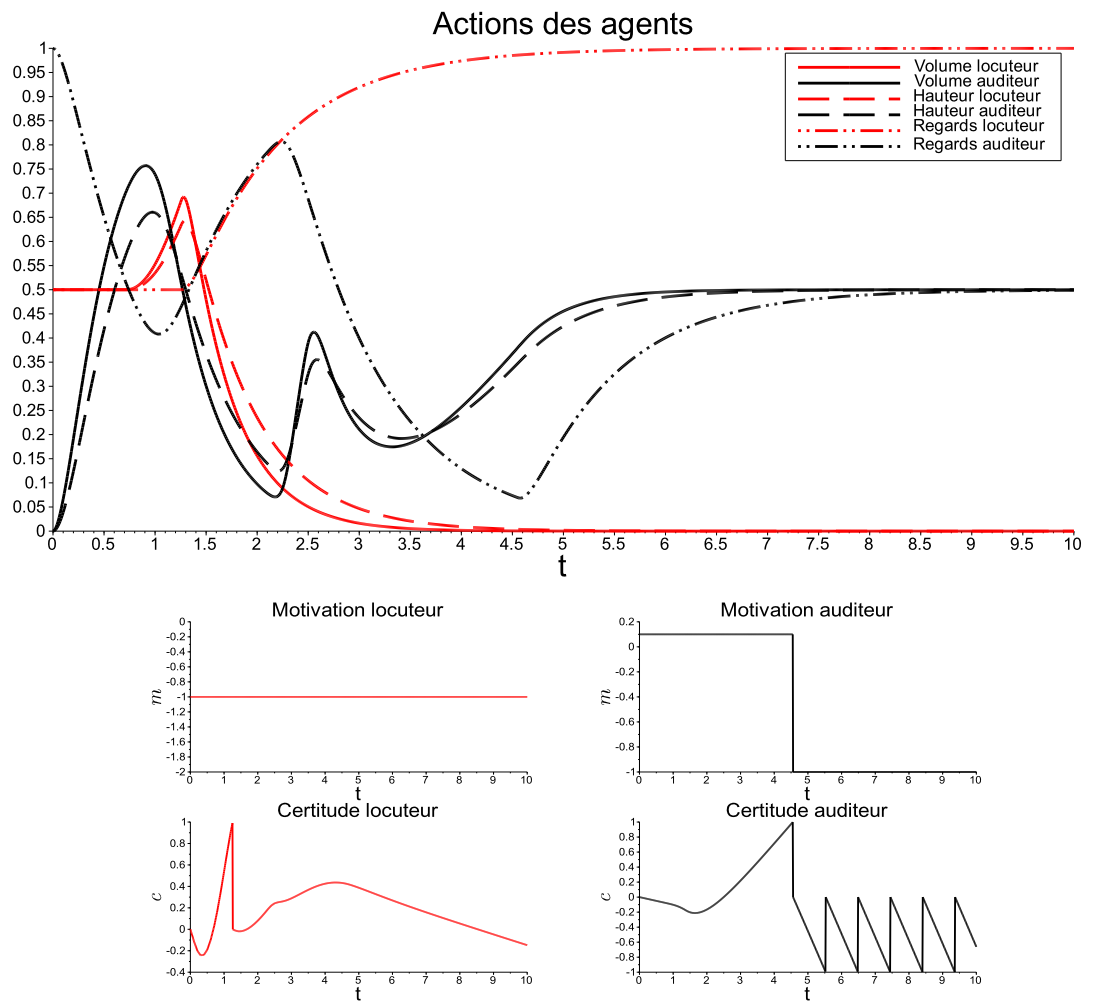 Actions des agents
1
0.95
0.9
0.85
0.8
0.75
0.7
0.65
0.6
0.55
0.5
0.45
0.4
0.35
0.3
0.25
0.2
0.15
0.1
0.05
0
Volume locuteur
Volume auditeur
Hauteur locuteur
Hauteur auditeur
Regards locuteur
Regards auditeur
0 0.5 1 1.5 2 2.5 3 3.5 4 4.5 5 5.5 6 6.5 7 7.5 8 8.5 9 9.5 10
t
Motivation locuteur
0
-0.2
-0.4
-0.6
-0.8
-1
-1.2
-1.4
-1.6
-1.8
-2
m
0 1 2 3 4 5 6 7 8 9 10
t
Motivation auditeur
0.2
0
-0.2
-0.4
-0.6
-0.8
-1
m
0 1 2 3 4 5 6 7 8 9 10
t
Certitude locuteur
1
0.8
0.6
0.4
0.2
0
-0.2
-0.4
c
0 1 2 3 4 5 6 7 8 9 10
t
Certitude auditeur
1
0.8
0.6
0.4
0.2
0
-0.2
-0.4
-0.6
-0.8
-1
c
0 1 2 3 4 5 6 7 8 9 10
t